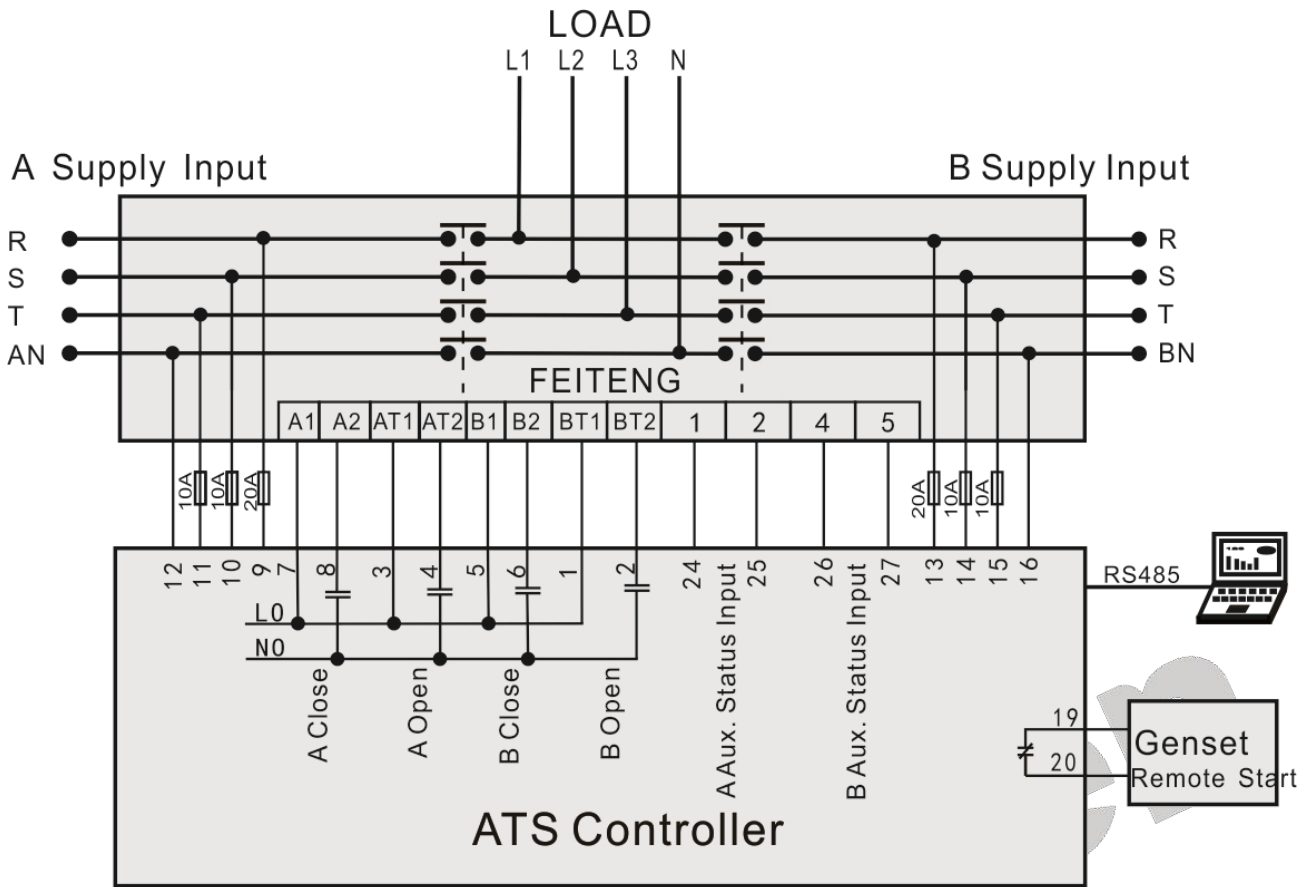 LOAD
L1 L2 L3 N
A Supply Input
B Supply Input
R R
S S
T T
AN BN
FEITENG
A1 A2 AT1 AT2 B1 B2 BT1 BT2 1 2 4 5
10A 10A 20A 20A 10A 10A
12 11 10 9 7 8 3 4 5 6 1 2 24 25 26 27 13 14 15 16
RS485
L0
N0
A Close
A Open
B Close
B Open
A Aux. Status Input
B Aux. Status Input
19
20
Genset
Remote Start
ATS Controller